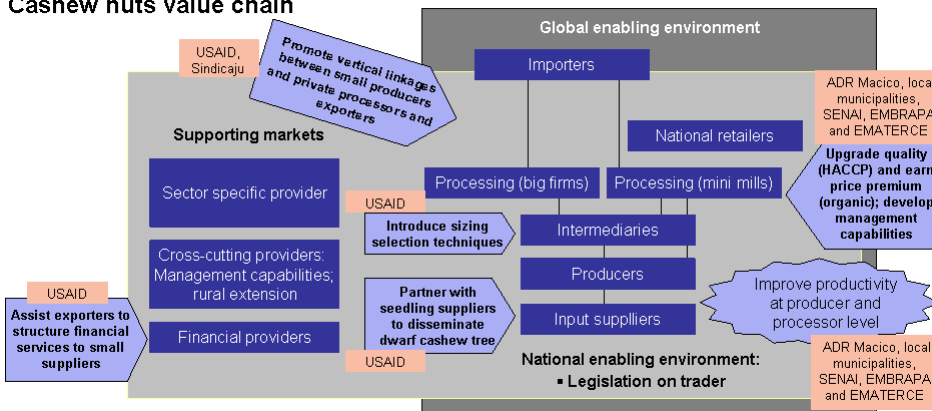 Cashew nuts value chain
Global enabling environment
USAID,
Sindicaju
Promote vertical linkages
between small producers
and private processors and
exporters
Importers
ADR Macico, local
municipalities,
SENAI, EMBRAPA
and EMATERCE
Supporting markets
National retailers
Upgrade quality
(HACCP) and earn
price premium
(organic); develop
management
capabilities
Sector specific provider
Processing (big firms)
Processing (mini mills)
USAID
Introduce sizing
selection techniques
Intermediaries
Cross-cutting providers:
Management capabilities;
rural extension
Producers
Improve productivity
at producer and
processor level
USAID
Assist exporters to
structure financial
services to small
suppliers
Partner with
seedling suppliers
to disseminate
dwarf cashew tree
Input supplliers
Financial providers
USAID
National enabling environment:
▪ Legislation on trader
ADR Macico, local
municipalities,
SENAI, EMBRAPA
and EMATERCE